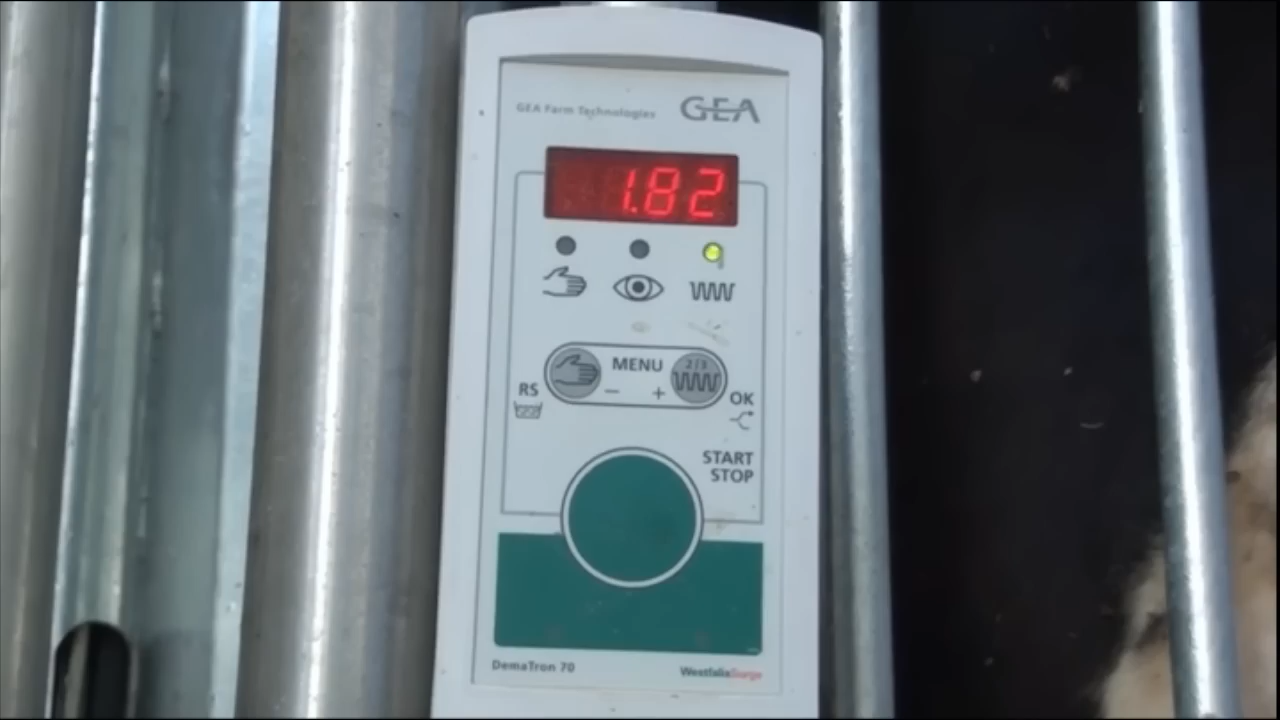 GEA Farm Technologies GEA
1.82
MENU
2/3
RS − + OK
START
STOP
DemaTron 70 WestfaliaSurge